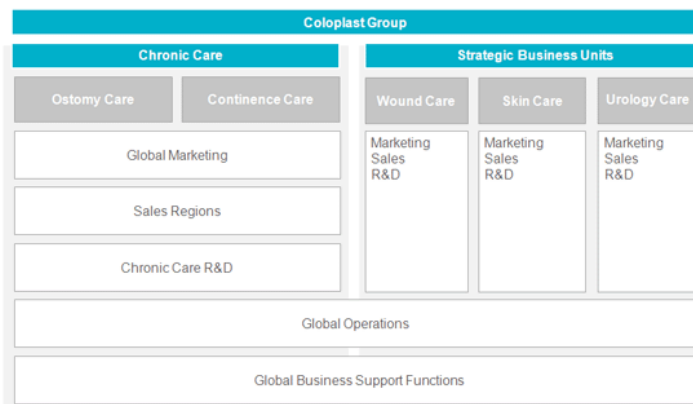 Coloplast Group
Chronic Care
Strategic Business Units
Ostomy Care
Continence Care
Wound Care
Skin Care
Urology Care
Global Marketing
Sales Regions
Chronic Care R&D
Marketing
Sales
R&D
Marketing
Sales
R&D
Marketing
Sales
R&D
Global Operations
Global Business Support Functions